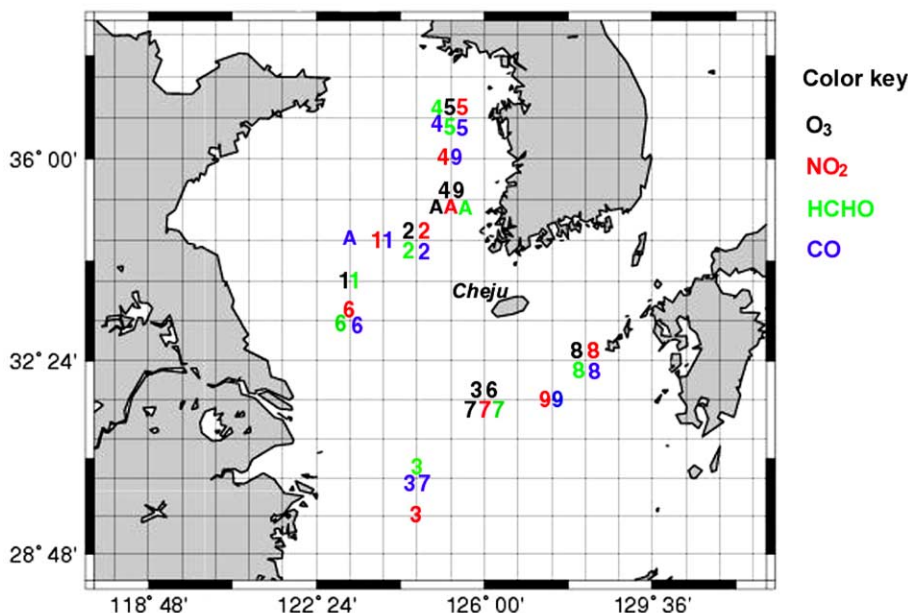 Color key
O₃
NO₂
HCHO
CO
455
455
36° 00'
49
49
AAA
A 11 22
22
11
Cheju
6
66
32° 24'
88
88
36
99
777
3
37
3
28° 48'
118° 48' 122° 24' 126° 00' 129° 36'